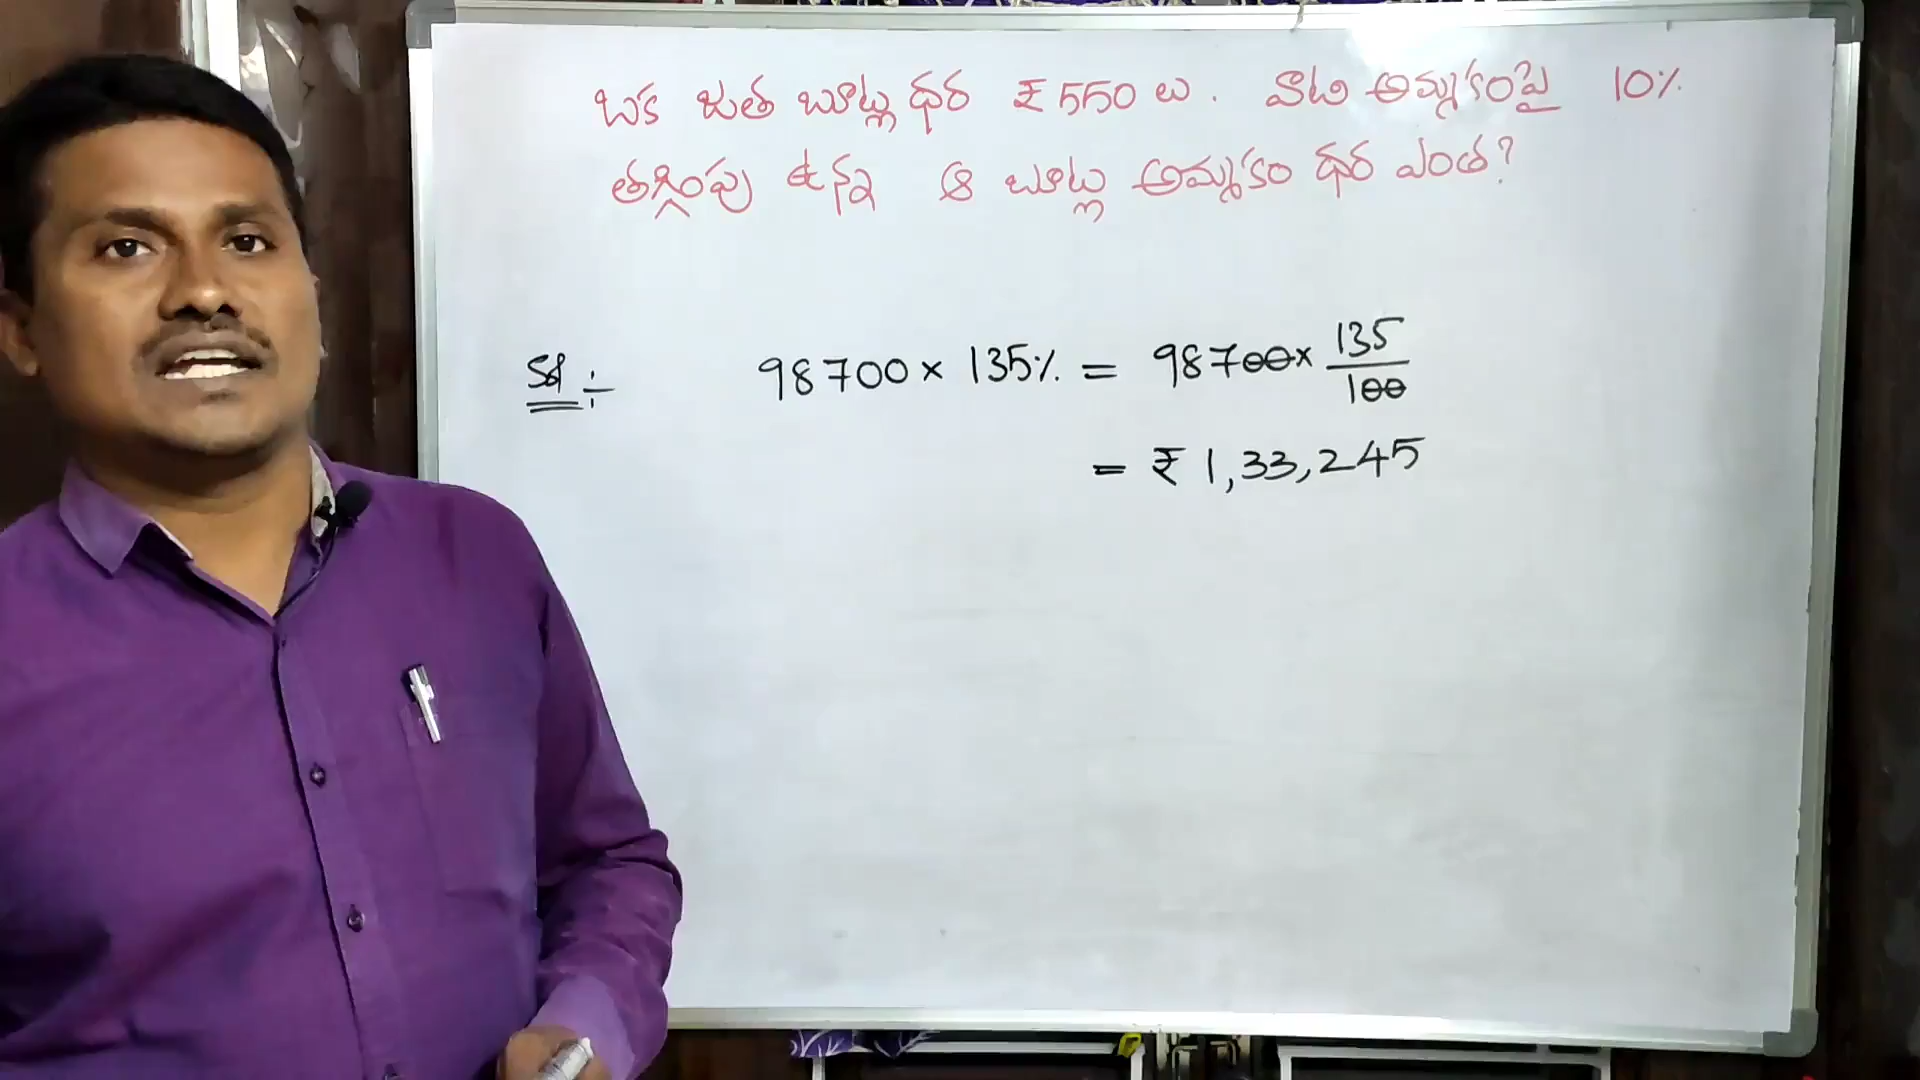 ఒక జత బూట్ల ధర ₹ 550 లు. వాటి అమ్మకంపై 10%
తగ్గింపు ఉన్న ఆ బూట్ల అమ్మకం ధర ఎంత?
Sol ÷ 98700 × 135% = 98700 × 135/100
= ₹ 1,33,245